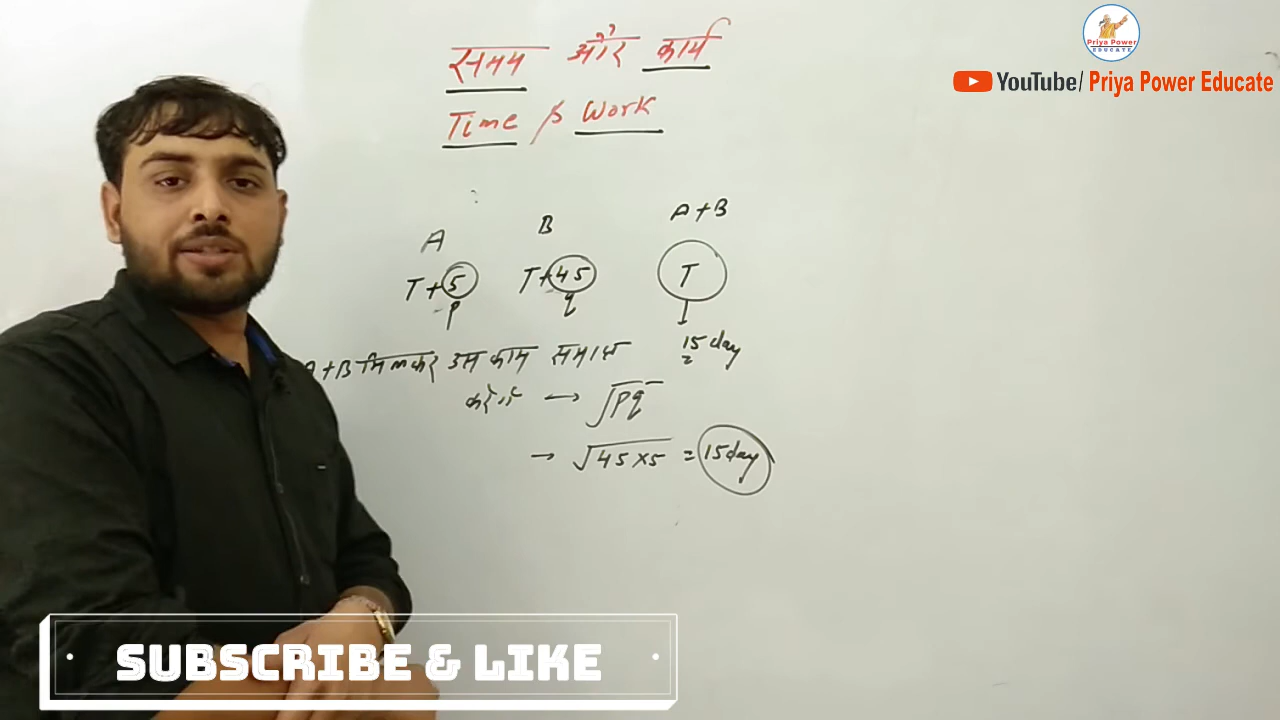 समय और कार्य
Time & Work
Priya Power
EDUCATE
YouTube/ Priya Power Educate
A B A+B
T+5 T+45 T
p q
15 day
A+B मिलकर उस काम समाप्त
करेंगे → √pq
→ √45×5 = 15day
SUBSCRIBE & LIKE